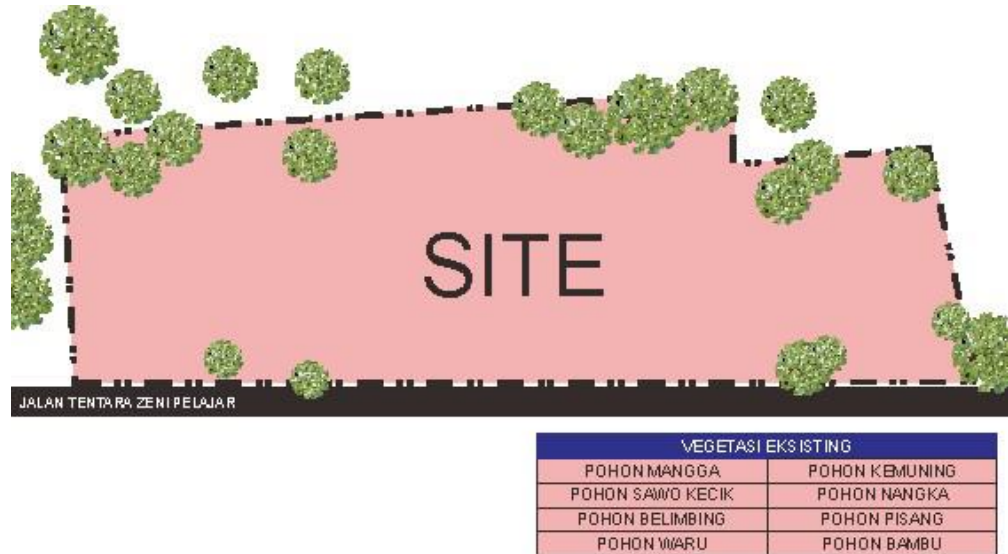 SITE
JALAN TENTARA ZENI PELAJAR
VEGETASI EKSISTING
POHON MANGGA POHON KEMUNING
POHON SAWO KECIK POHON NANGKA
POHON BELIMBING POHON PISANG
POHON WARU POHON BAMBU